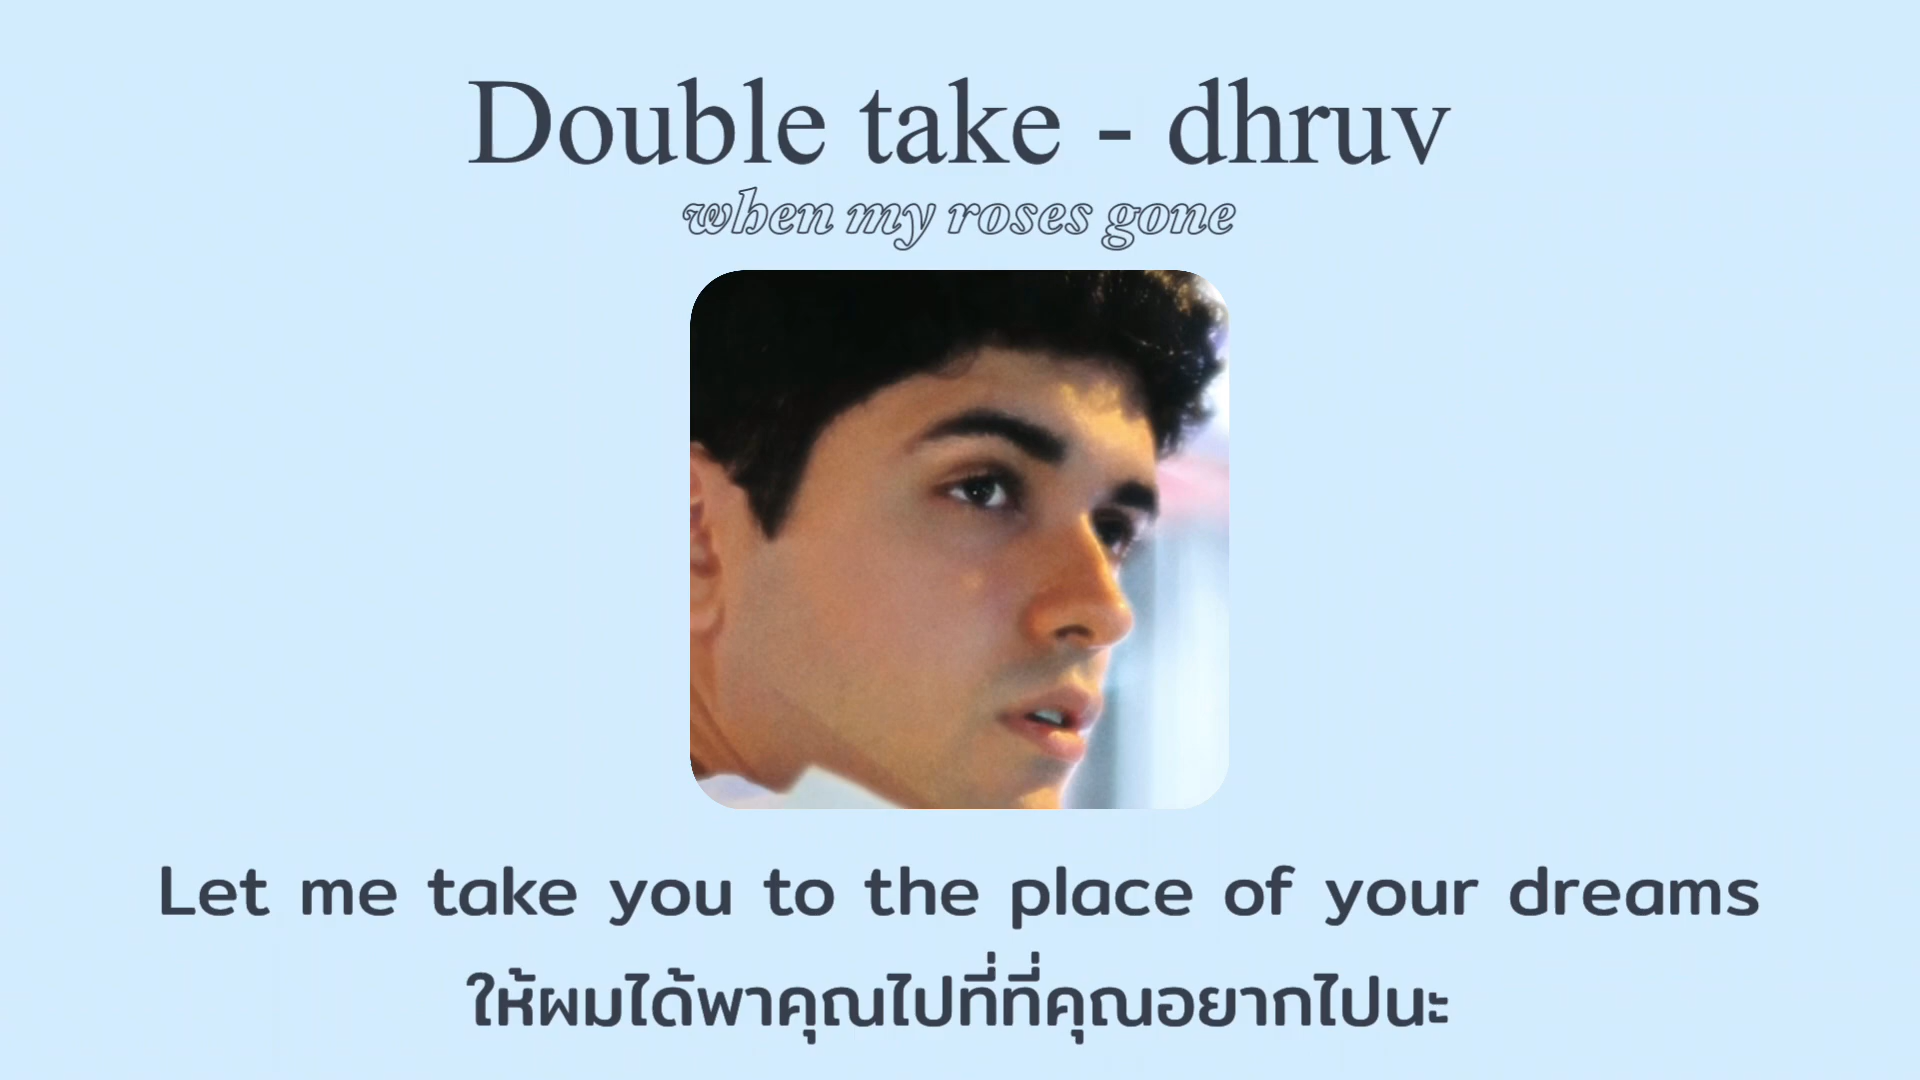 Double take - dhruv
when my roses gone
Let me take you to the place of your dreams
ให้ผมได้พาคุณไปที่ที่คุณอยากไปนะ